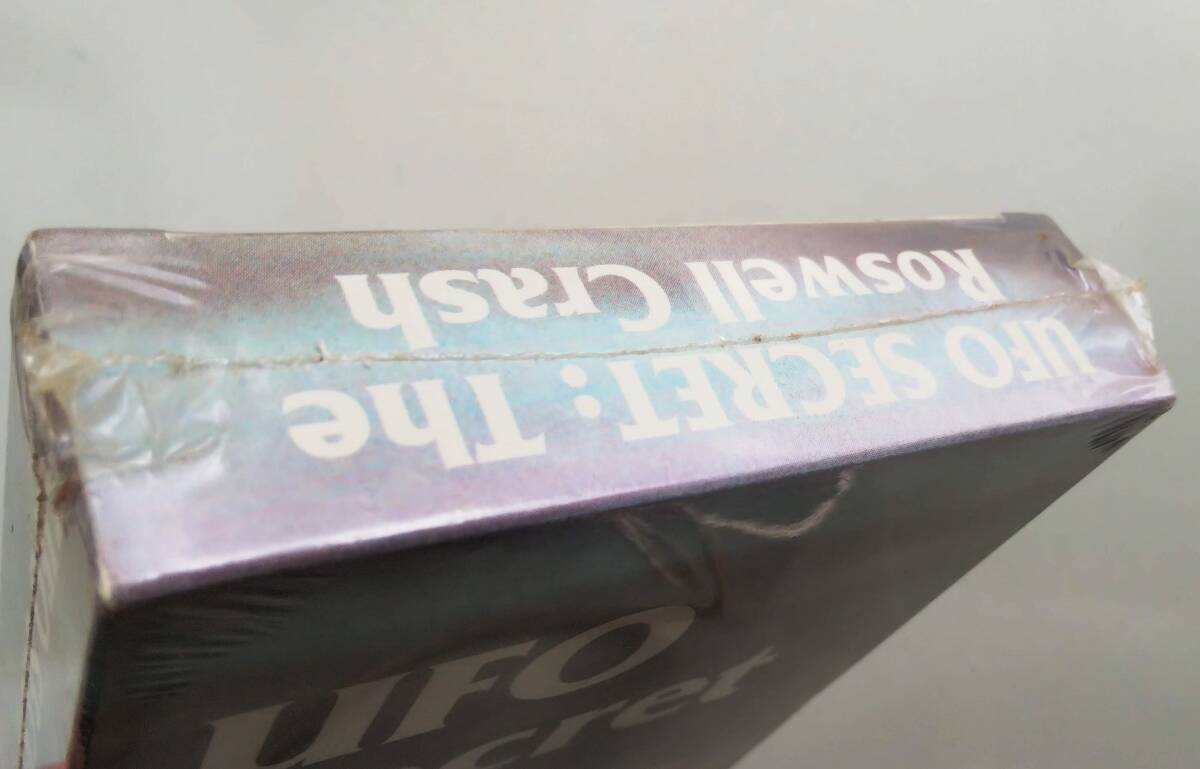 UFO SECRET: The
Roswell Crash
UFO
Secret